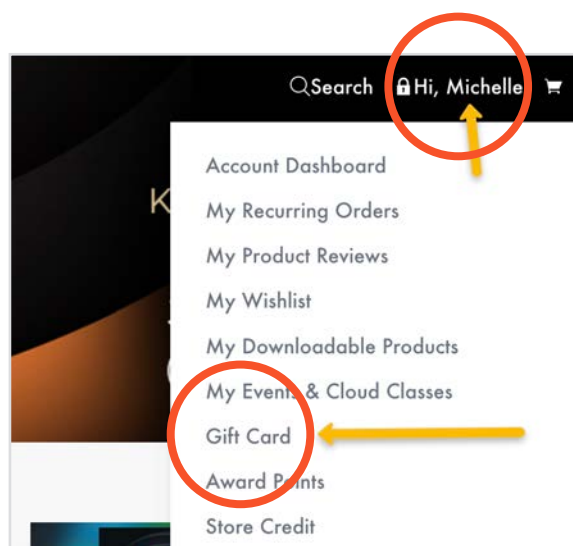 Search Hi, Michelle
Account Dashboard
K
My Recurring Orders
My Product Reviews
My Wishlist
My Downloadable Products
My Events & Cloud Classes
Gift Card
Award Points
Store Credit